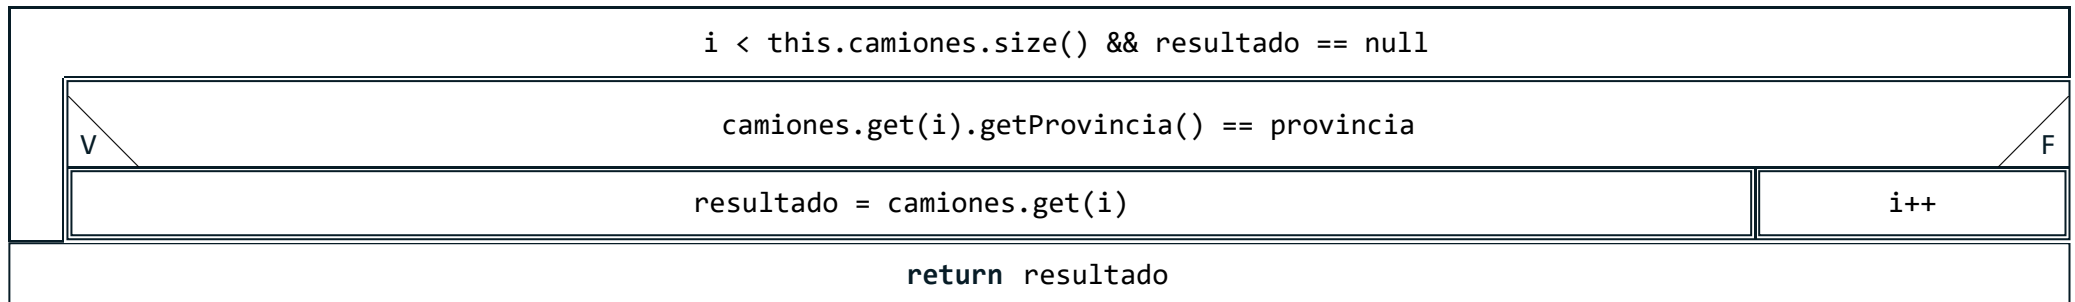 i < this.camiones.size() && resultado == null
camiones.get(i).getProvincia() == provincia
V
F
resultado = camiones.get(i)
i++
return resultado